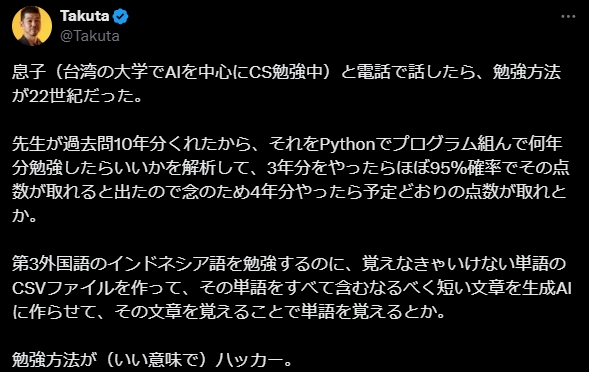 Takuta
@Takuta
息子（台湾の大学でAIを中心にCS勉強中）と電話で話したら、勉強方法
が22世紀だった。
先生が過去問10年分くれたから、それをPythonでプログラム組んで何年
分勉強したらいいかを解析して、3年分をやったらほぼ95%確率でその点
数が取れると出たので念のため4年分やったら予定どおりの点数が取れと
か。
第3外国語のインドネシア語を勉強するのに、覚えなきゃいけない単語の
CSVファイルを作って、その単語をすべて含むなるべく短い文章を生成AI
に作らせて、その文章を覚えることで単語を覚えるとか。
勉強方法が（いい意味で）ハッカー。